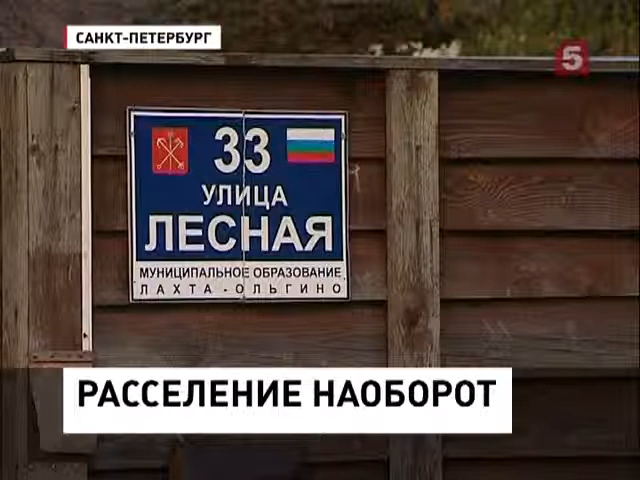 САНКТ-ПЕТЕРБУРГ
5
33
УЛИЦА
ЛЕСНАЯ
МУНИЦИПАЛЬНОЕ ОБРАЗОВАНИЕ
ЛАХТА - ОЛЬГИНО
РАССЕЛЕНИЕ НАОБОРОТ